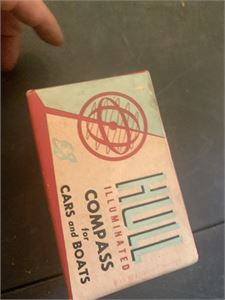 HULL
ILLUMINATED
COMPASS
for
CARS and BOATS